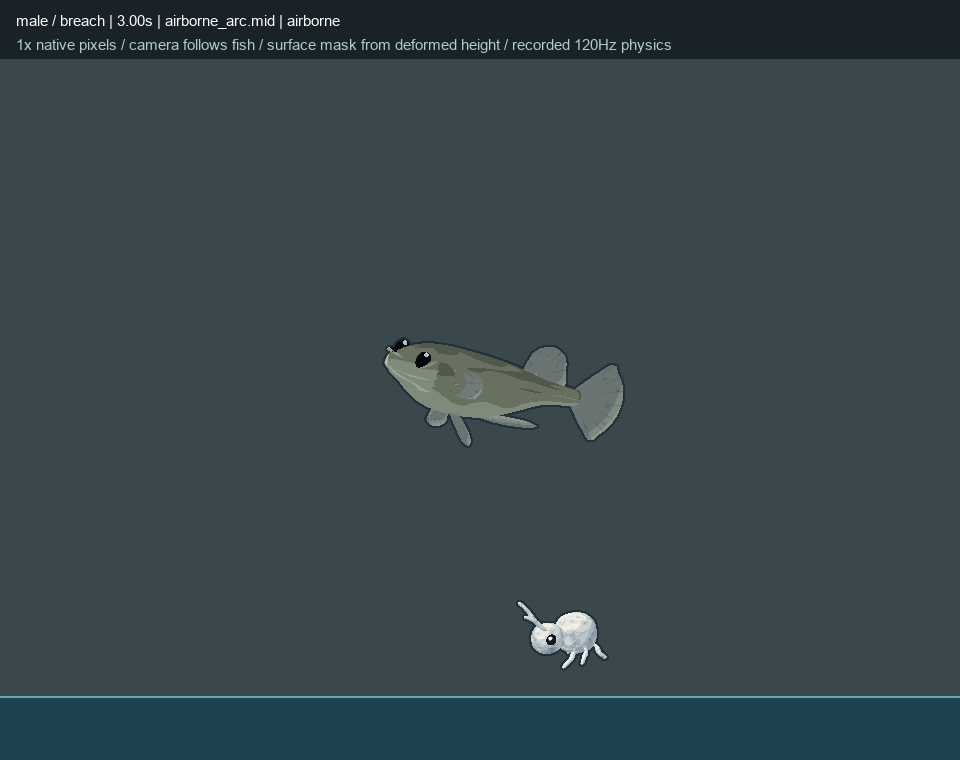 male / breach | 3.00s | airborne_arc.mid | airborne
1x native pixels / camera follows fish / surface mask from deformed height / recorded 120Hz physics